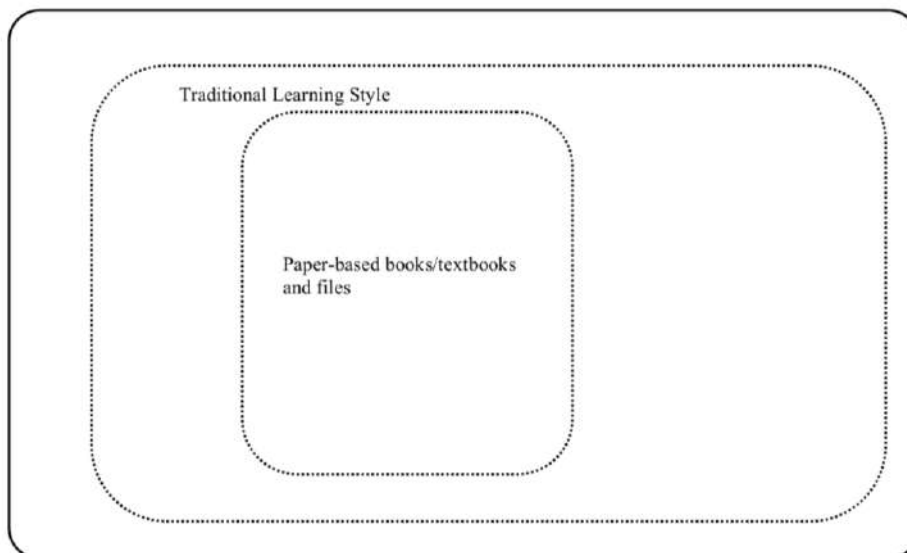 Traditional Learning Style
Paper-based books/textbooks
and files